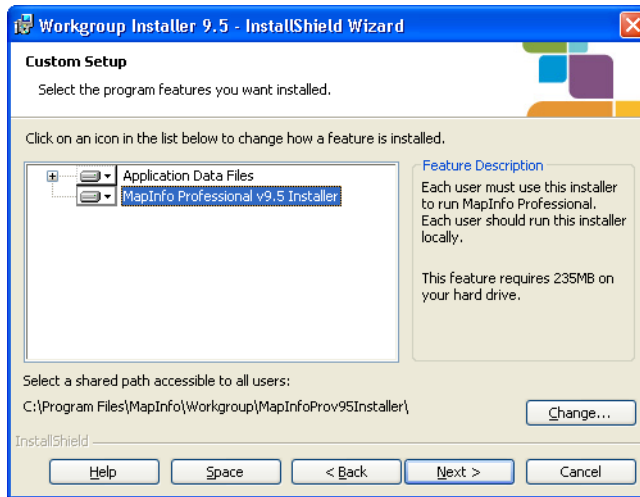 Workgroup Installer 9.5 - InstallShield Wizard
Custom Setup
Select the program features you want installed.
Click on an icon in the list below to change how a feature is installed.
Application Data Files
MapInfo Professional v9.5 Installer
Feature Description
Each user must use this installer
to run MapInfo Professional.
Each user should run this installer
locally.
This feature requires 235MB on
your hard drive.
Select a shared path accessible to all users:
C:\Program Files\MapInfo\Workgroup\MapInfoProv95Installer\
Change...
InstallShield
Help
Space
< Back
Next >
Cancel